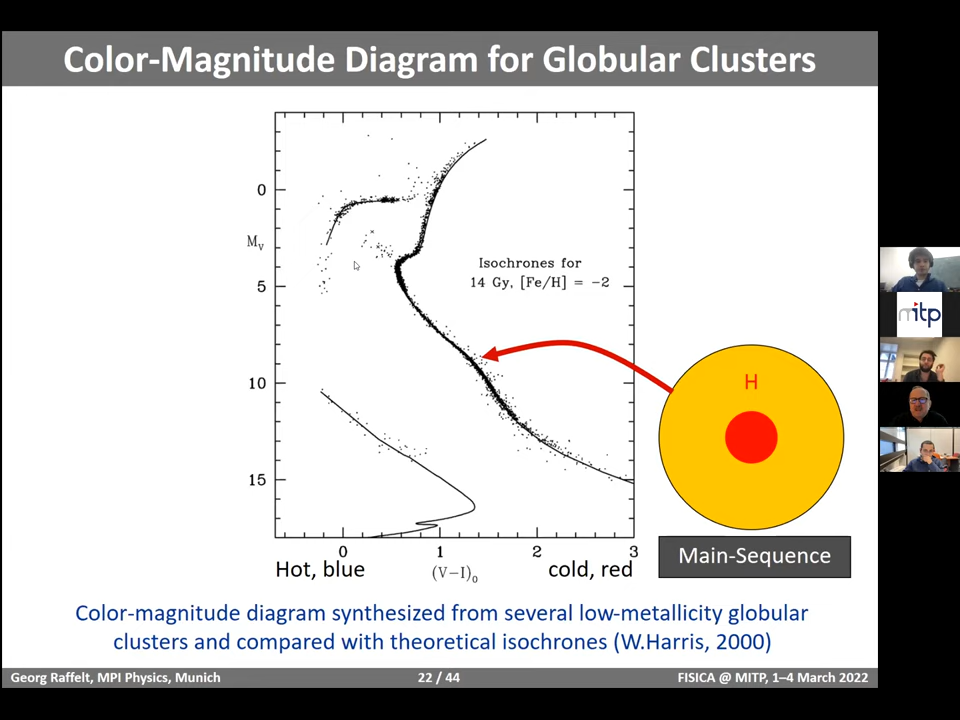 Color-Magnitude Diagram for Globular Clusters
0
M_V
5
10
15
Isochrones for
14 Gy, [Fe/H] = −2
H
0 1 2 3
Hot, blue (V−I)₀ cold, red
Main-Sequence
Color-magnitude diagram synthesized from several low-metallicity globular
clusters and compared with theoretical isochrones (W.Harris, 2000)
Georg Raffelt, MPI Physics, Munich 22 / 44 FISICA @ MITP, 1–4 March 2022
mitp